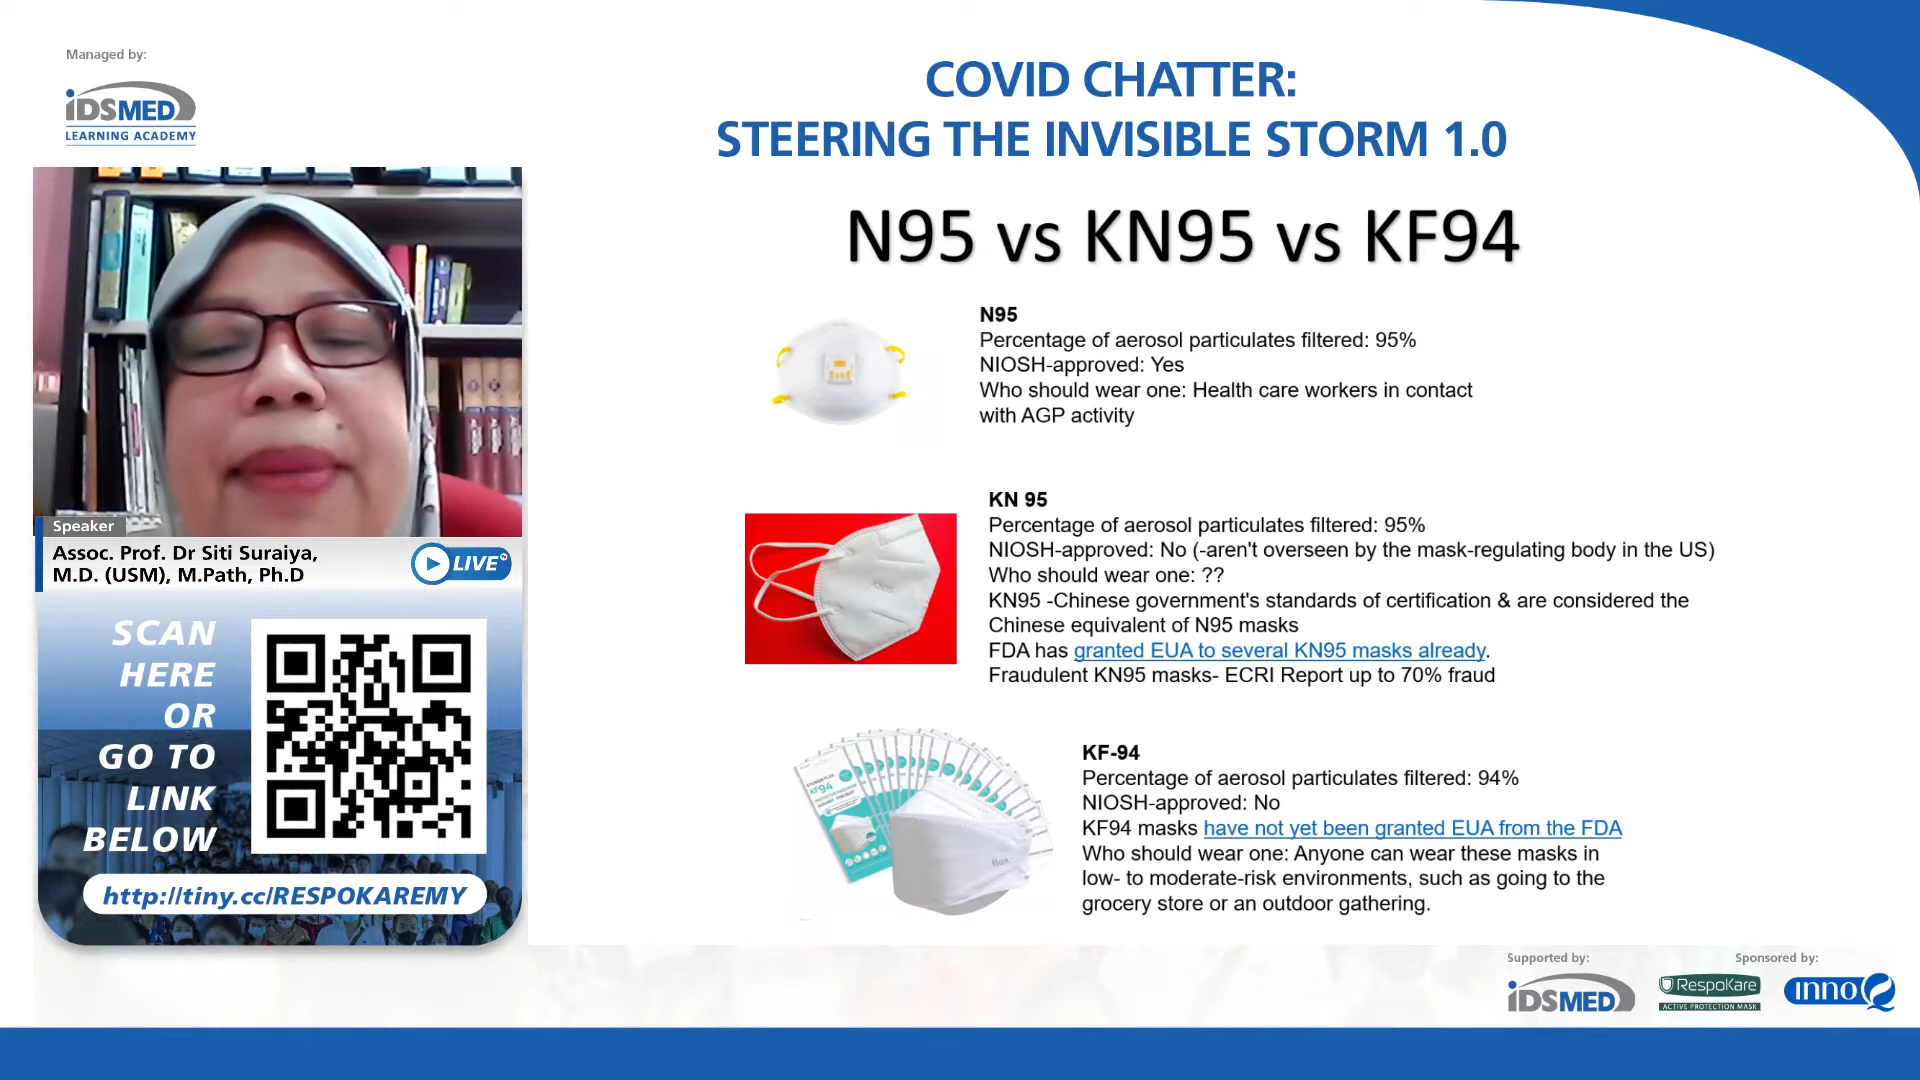 Managed by:
iDSMED
LEARNING ACADEMY
COVID CHATTER:
STEERING THE INVISIBLE STORM 1.0
N95 vs KN95 vs KF94
N95
Percentage of aerosol particulates filtered: 95%
NIOSH-approved: Yes
Who should wear one: Health care workers in contact
with AGP activity
KN 95
Percentage of aerosol particulates filtered: 95%
NIOSH-approved: No (-aren't overseen by the mask-regulating body in the US)
Who should wear one: ??
KN95 -Chinese government's standards of certification & are considered the
Chinese equivalent of N95 masks
FDA has granted EUA to several KN95 masks already.
Fraudulent KN95 masks- ECRI Report up to 70% fraud
KF94
KF-94
Percentage of aerosol particulates filtered: 94%
NIOSH-approved: No
KF94 masks have not yet been granted EUA from the FDA
Who should wear one: Anyone can wear these masks in
low- to moderate-risk environments, such as going to the
grocery store or an outdoor gathering.
Speaker
Assoc. Prof. Dr Siti Suraiya,
M.D. (USM), M.Path, Ph.D
LIVE
SCAN
HERE
OR
GO TO
LINK
BELOW
http://tiny.cc/RESPOKAREMY
Supported by:
iDSMED
Sponsored by:
RespoKare
ACTIVE PROTECTION MASK
InnoQ